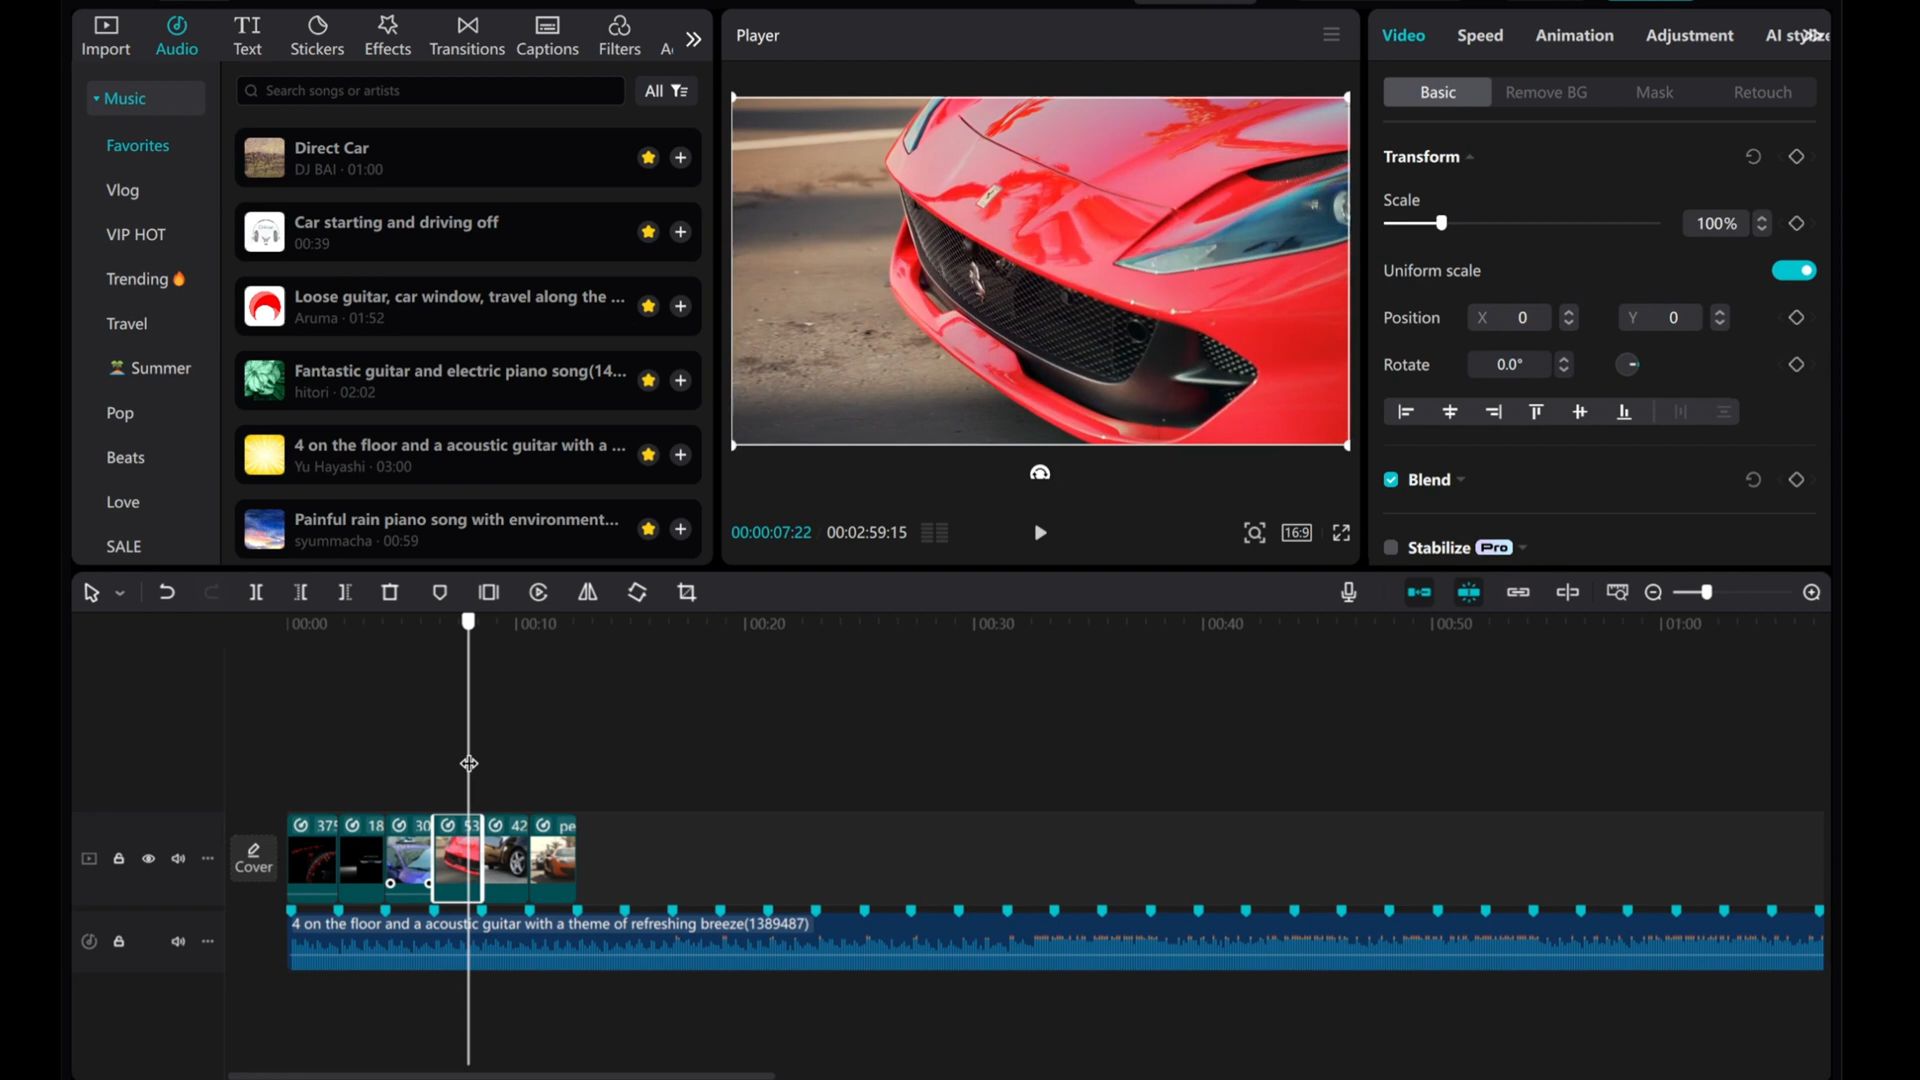 Import
Audio
Text
Stickers
Effects
Transitions
Captions
Filters
Music
Favorites
Vlog
VIP HOT
Trending
Travel
Summer
Pop
Beats
Love
SALE
Search songs or artists
All
Direct Car
DJ BAI · 01:00
Car starting and driving off
00:39
Loose guitar, car window, travel along the ...
Aruma · 01:52
Fantastic guitar and electric piano song(14...
hitori · 02:02
4 on the floor and a acoustic guitar with a ...
Yu Hayashi · 03:00
Painful rain piano song with environment...
syummacha · 00:59
Player
00:00:07:22 00:02:59:15
16:9
Video Speed Animation Adjustment AI stylize
Basic Remove BG Mask Retouch
Transform
Scale
100%
Uniform scale
Position X 0 Y 0
Rotate 0.0°
Blend
Stabilize Pro
00:00 00:10 00:20 00:30 00:40 00:50 01:00
Cover
375 18 30 53 42 pe
4 on the floor and a acoustic guitar with a theme of refreshing breeze(1389487)